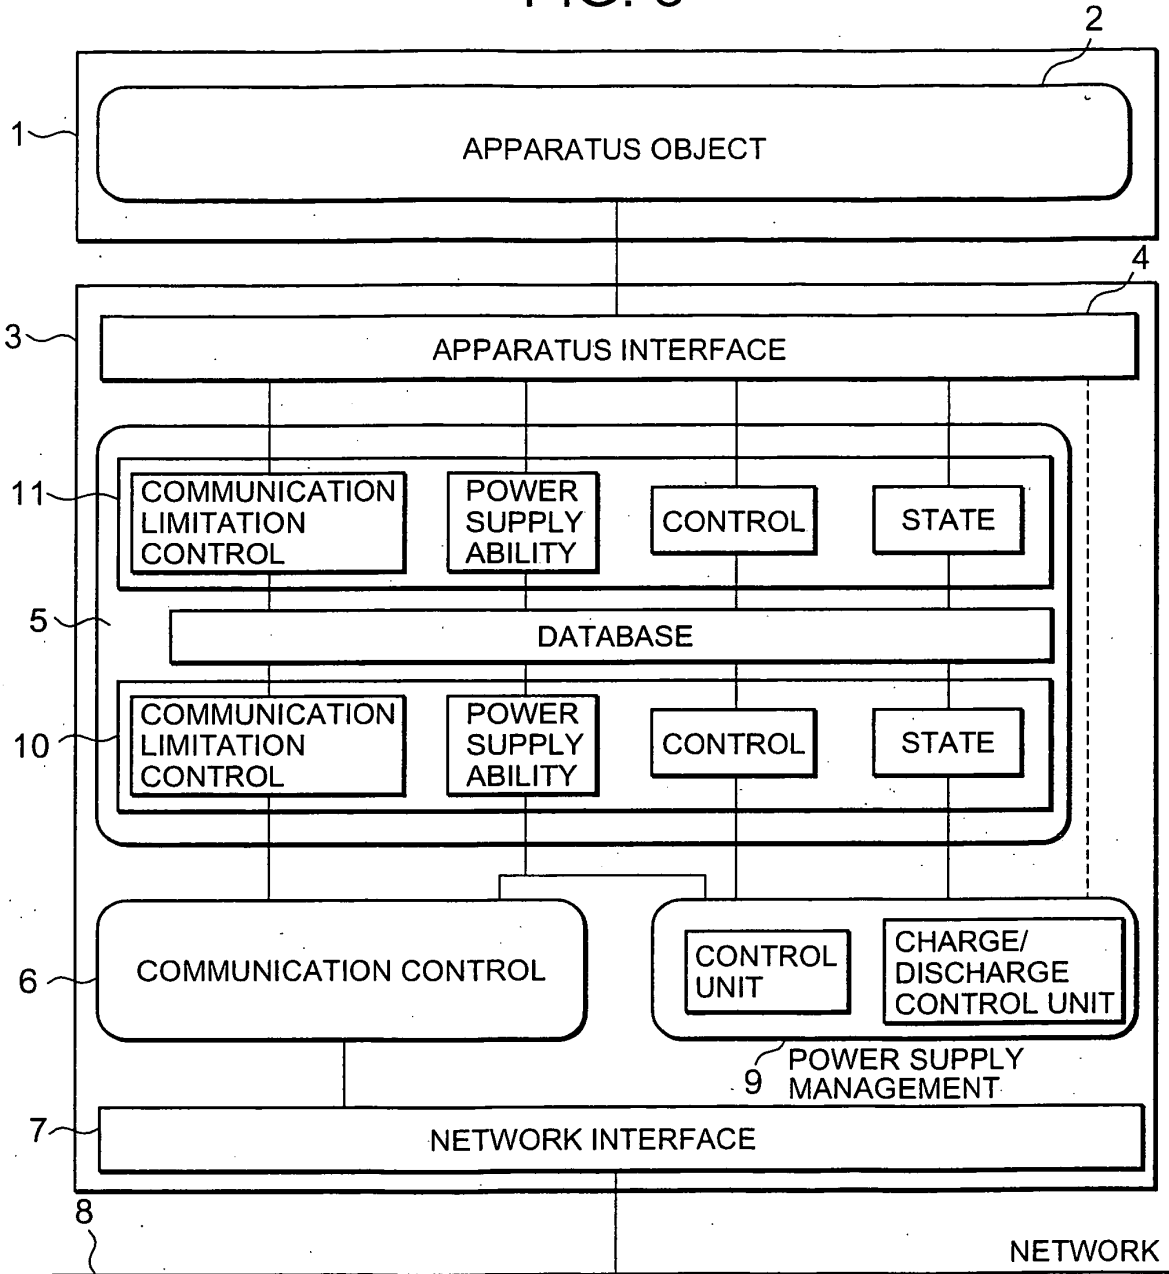 2
1
APPARATUS OBJECT
4
3
APPARATUS INTERFACE
11
COMMUNICATION
LIMITATION
CONTROL
POWER
SUPPLY
ABILITY
CONTROL
STATE
5
DATABASE
10
COMMUNICATION
LIMITATION
CONTROL
POWER
SUPPLY
ABILITY
CONTROL
STATE
6
COMMUNICATION CONTROL
CONTROL
UNIT
CHARGE/
DISCHARGE
CONTROL UNIT
9
POWER SUPPLY
MANAGEMENT
7
NETWORK INTERFACE
8
NETWORK